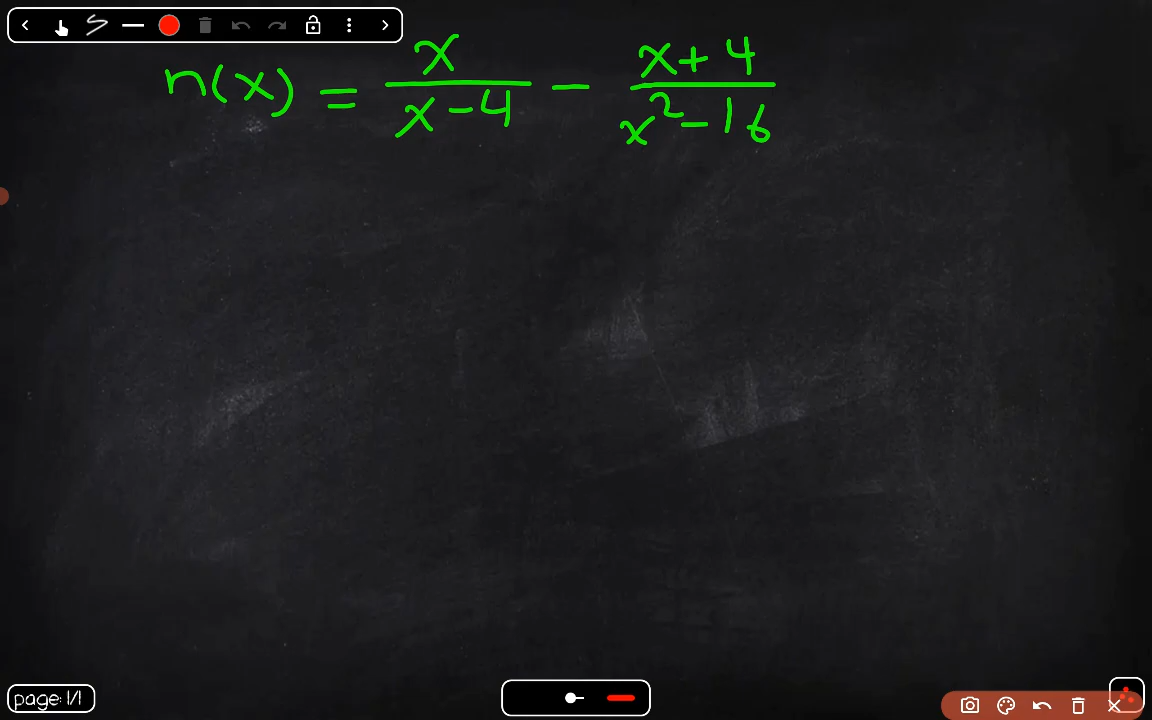 n(x) = x/(x-4) - (x+4)/(x²-16)
page: 1/1